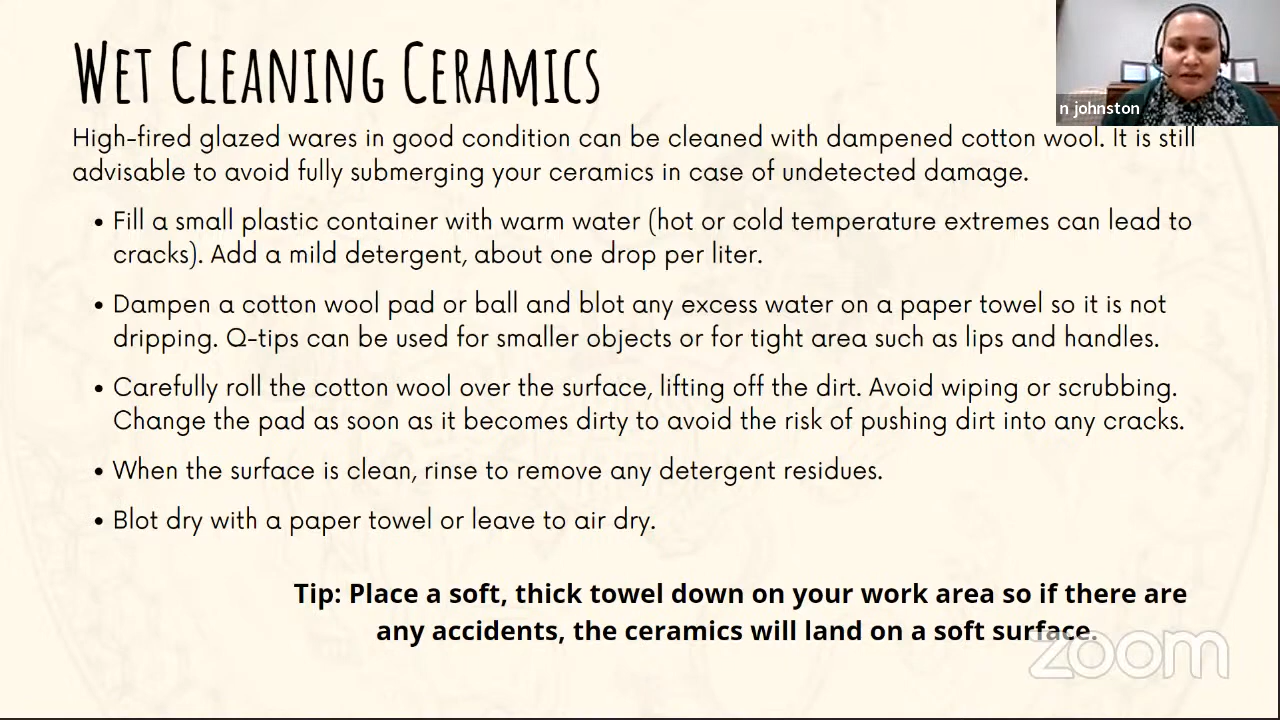 WET CLEANING CERAMICS
n johnston
High-fired glazed wares in good condition can be cleaned with dampened cotton wool. It is still
advisable to avoid fully submerging your ceramics in case of undetected damage.
• Fill a small plastic container with warm water (hot or cold temperature extremes can lead to
cracks). Add a mild detergent, about one drop per liter.
• Dampen a cotton wool pad or ball and blot any excess water on a paper towel so it is not
dripping. Q-tips can be used for smaller objects or for tight area such as lips and handles.
• Carefully roll the cotton wool over the surface, lifting off the dirt. Avoid wiping or scrubbing.
Change the pad as soon as it becomes dirty to avoid the risk of pushing dirt into any cracks.
• When the surface is clean, rinse to remove any detergent residues.
• Blot dry with a paper towel or leave to air dry.
Tip: Place a soft, thick towel down on your work area so if there are
any accidents, the ceramics will land on a soft surface.
zoom